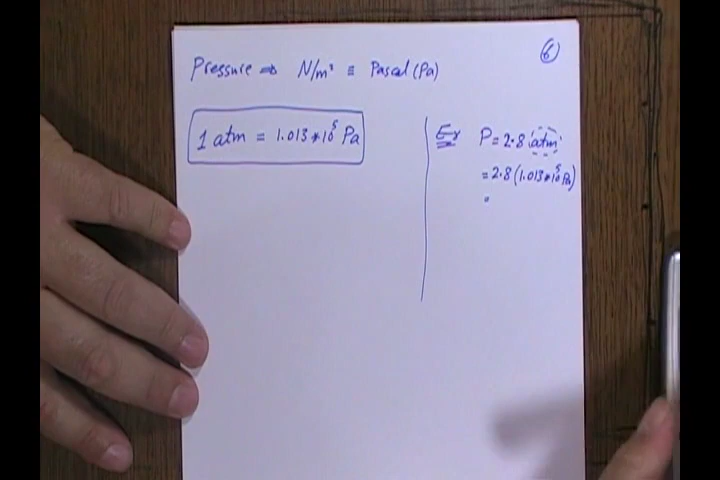 6
Pressure ⇒ N/m² ≡ Pascal (Pa)
1 atm = 1.013*10⁵ Pa
Ex P = 2.8 atm
= 2.8 (1.013*10⁵ Pa)
=